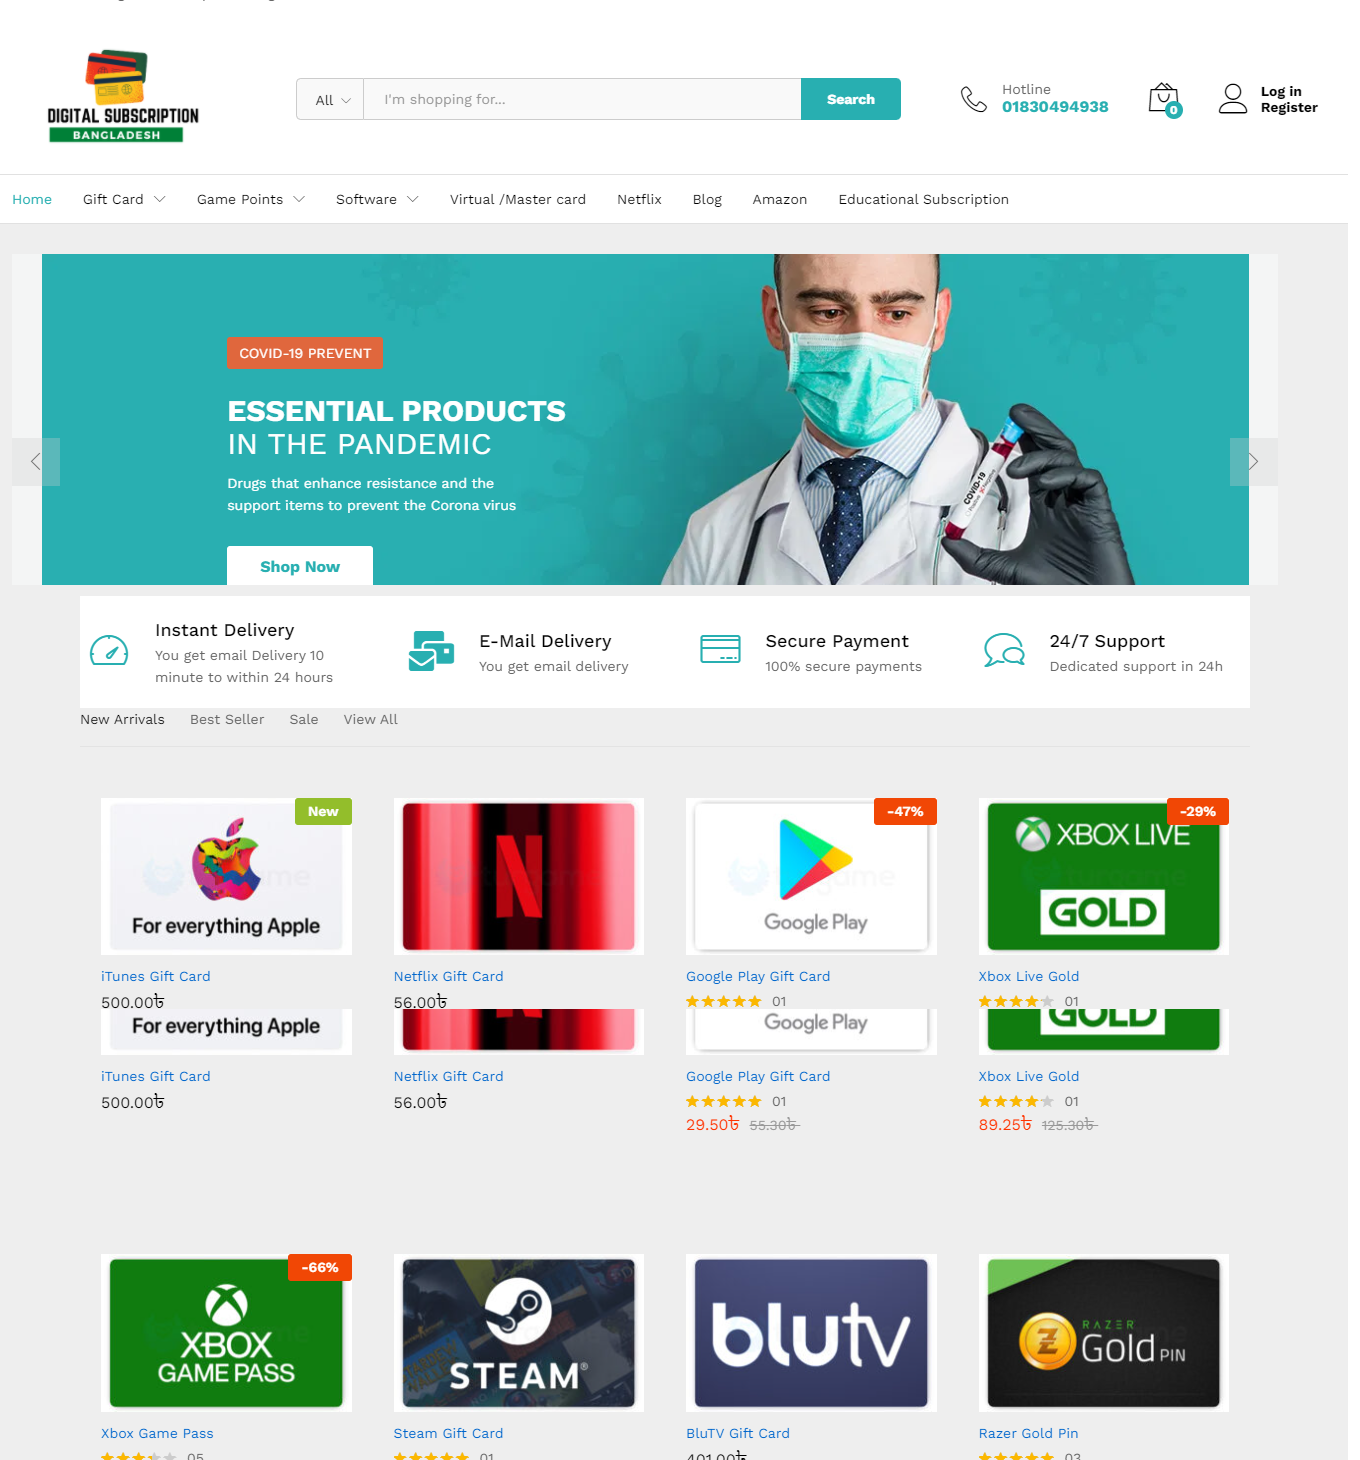 DIGITAL SUBSCRIPTION
BANGLADESH
All
I'm shopping for...
Search
Hotline
01830494938
0
Log in
Register
Home
Gift Card
Game Points
Software
Virtual /Master card
Netflix
Blog
Amazon
Educational Subscription
COVID-19 PREVENT
ESSENTIAL PRODUCTS
IN THE PANDEMIC
Drugs that enhance resistance and the
support items to prevent the Corona virus
Shop Now
COVID-19
Instant Delivery
You get email Delivery 10
minute to within 24 hours
E-Mail Delivery
You get email delivery
Secure Payment
100% secure payments
24/7 Support
Dedicated support in 24h
New Arrivals
Best Seller
Sale
View All
New
For everything Apple
iTunes Gift Card
500.00৳
N
Netflix Gift Card
56.00৳
-47%
Google Play
Google Play Gift Card
01
-29%
XBOX LIVE
GOLD
Xbox Live Gold
01
For everything Apple
iTunes Gift Card
500.00৳
Netflix Gift Card
56.00৳
Google Play
Google Play Gift Card
01
29.50৳ 55.30৳
GOLD
Xbox Live Gold
01
89.25৳ 125.30৳
-66%
XBOX
GAME PASS
Xbox Game Pass
05
STEAM®
Steam Gift Card
01
blutv
BluTV Gift Card
401.00৳
RAZER
Gold PIN
Razer Gold Pin
03